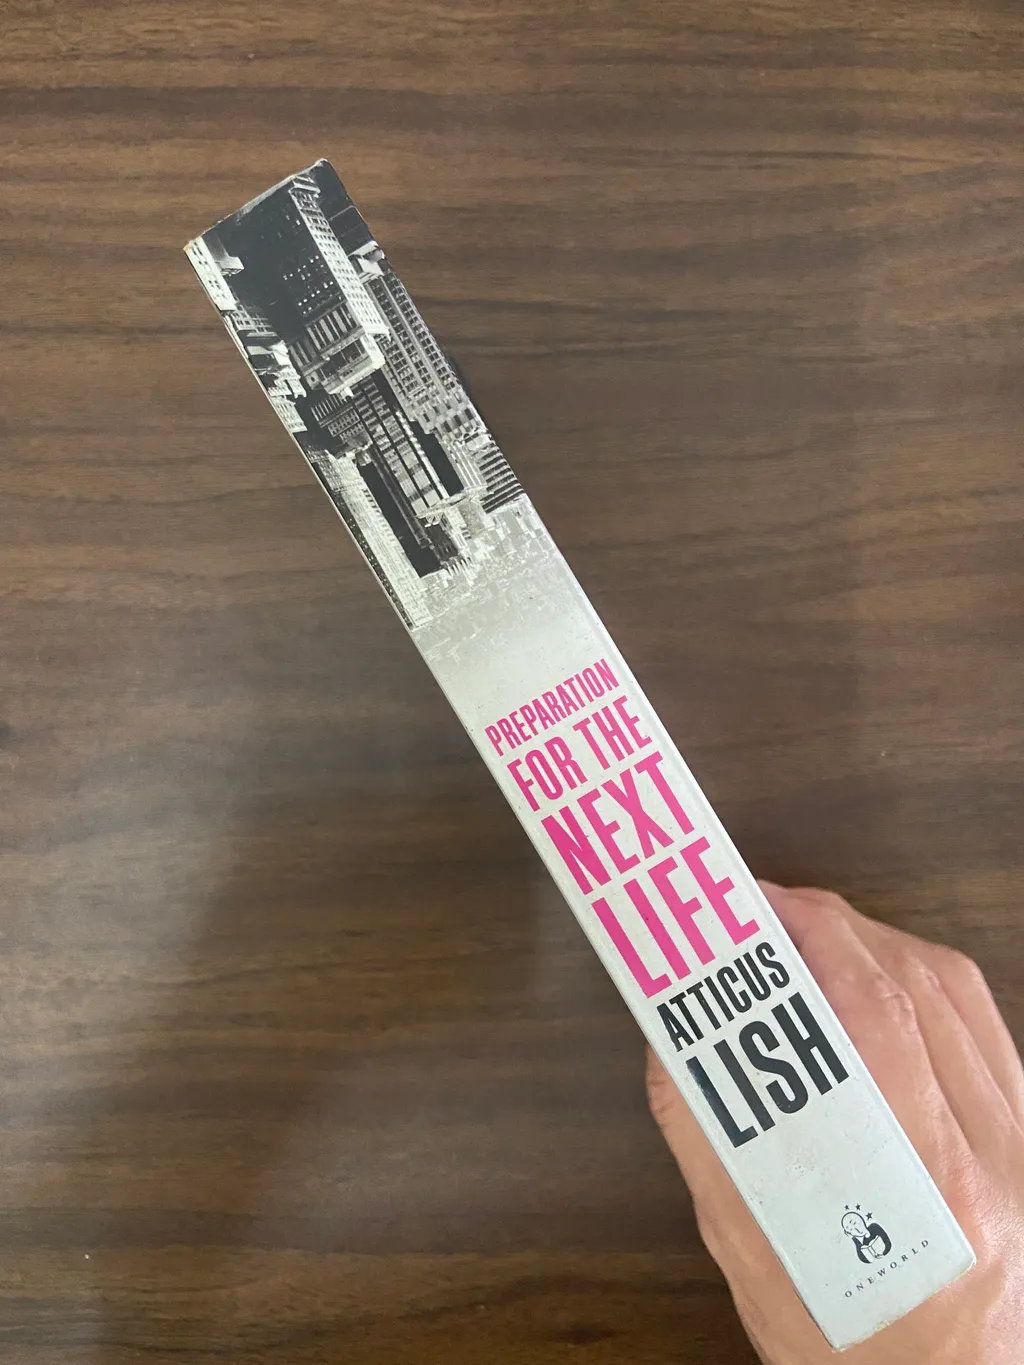 PREPARATION
FOR THE
NEXT
LIFE
ATTICUS
LISH
ONEWORLD